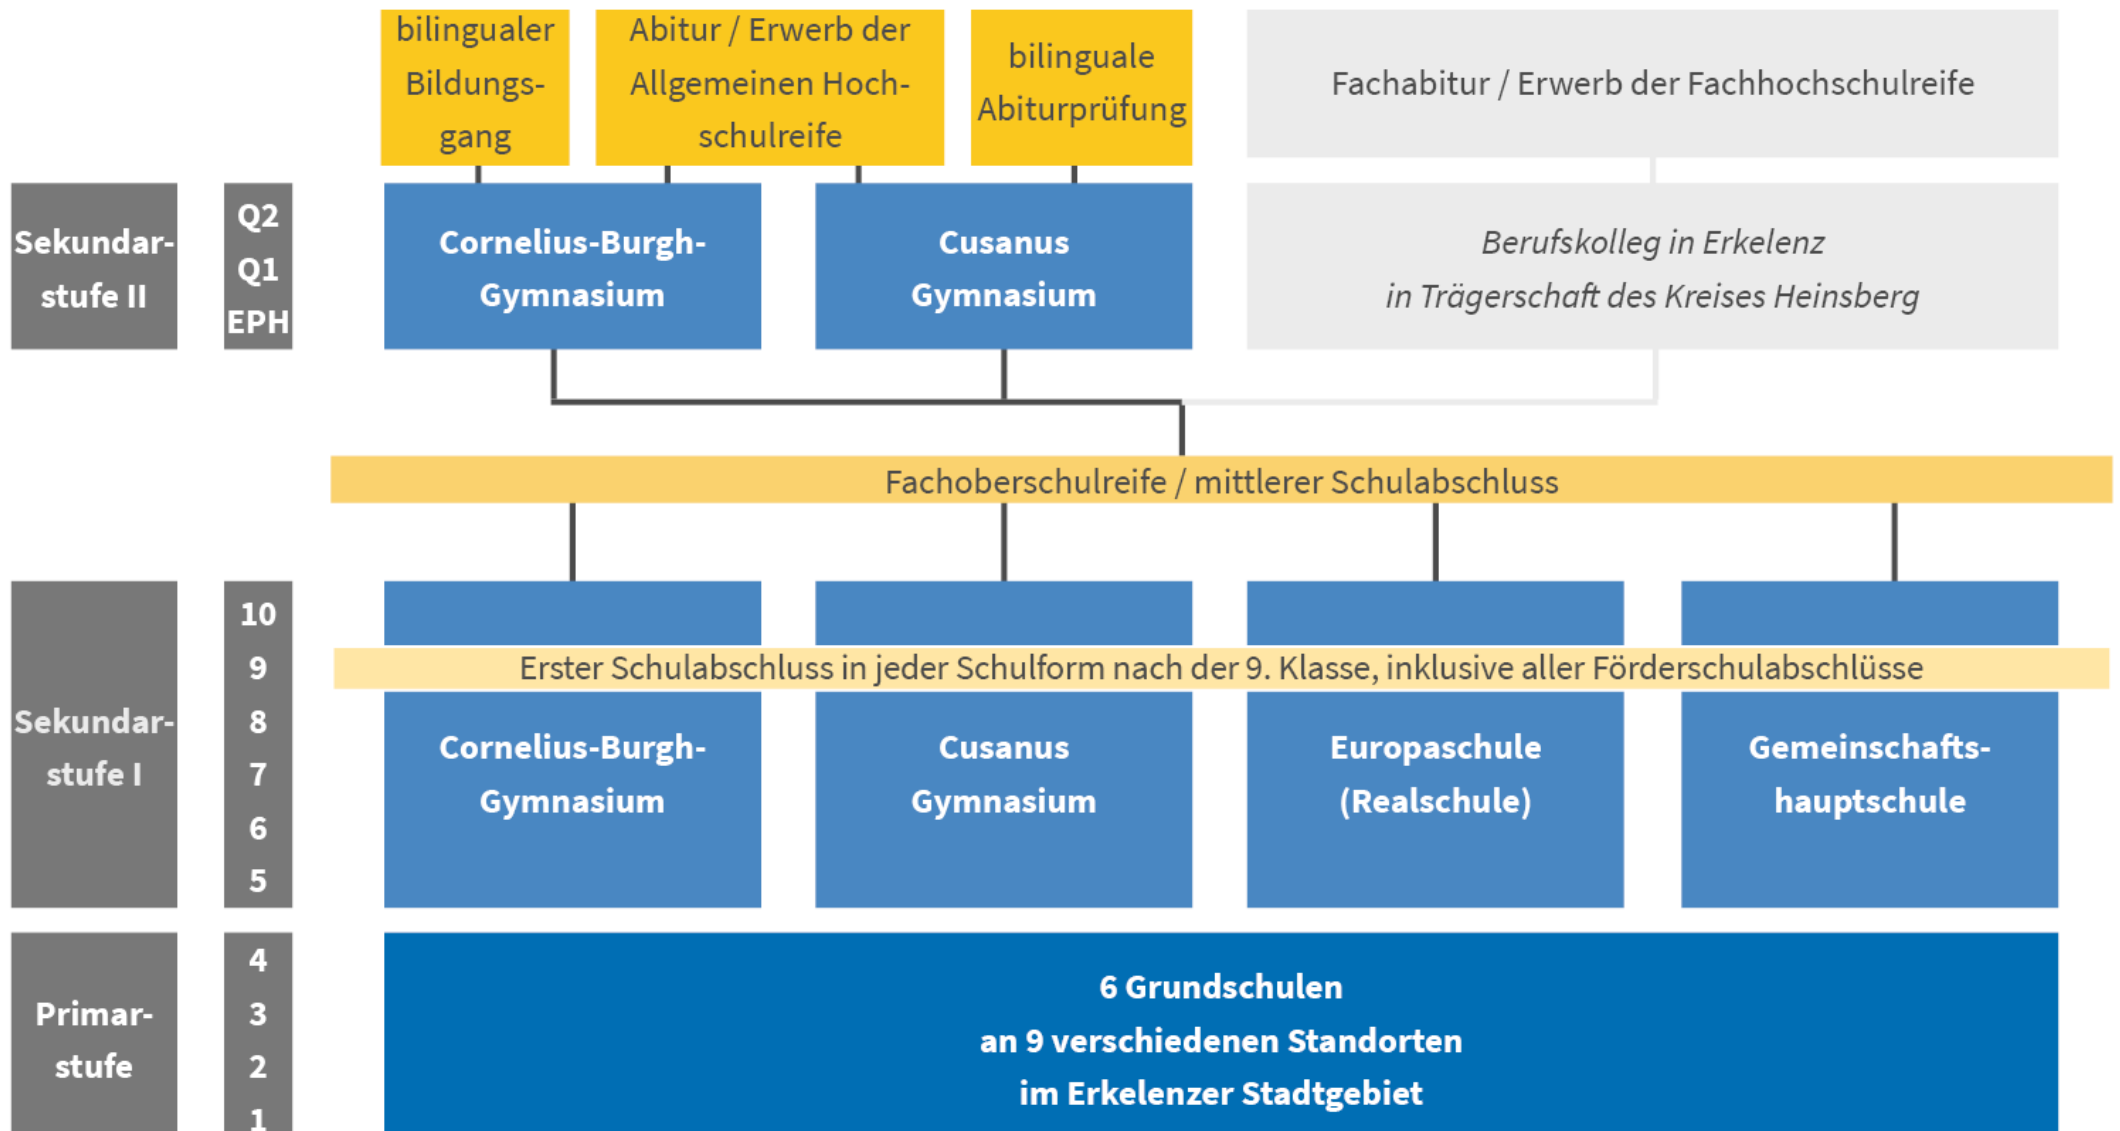 bilingualer
Bildungs-
gang
Abitur / Erwerb der
Allgemeinen Hoch-
schulreife
bilinguale
Abiturprüfung
Fachabitur / Erwerb der Fachhochschulreife
Sekundar-
stufe II
Q2
Q1
EPH
Cornelius-Burgh-
Gymnasium
Cusanus
Gymnasium
Berufskolleg in Erkelenz
in Trägerschaft des Kreises Heinsberg
Fachoberschulreife / mittlerer Schulabschluss
Sekundar-
stufe I
10
9
8
7
6
5
Erster Schulabschluss in jeder Schulform nach der 9. Klasse, inklusive aller Förderschulabschlüsse
Cornelius-Burgh-
Gymnasium
Cusanus
Gymnasium
Europaschule
(Realschule)
Gemeinschafts-
hauptschule
Primar-
stufe
4
3
2
1
6 Grundschulen
an 9 verschiedenen Standorten
im Erkelenzer Stadtgebiet